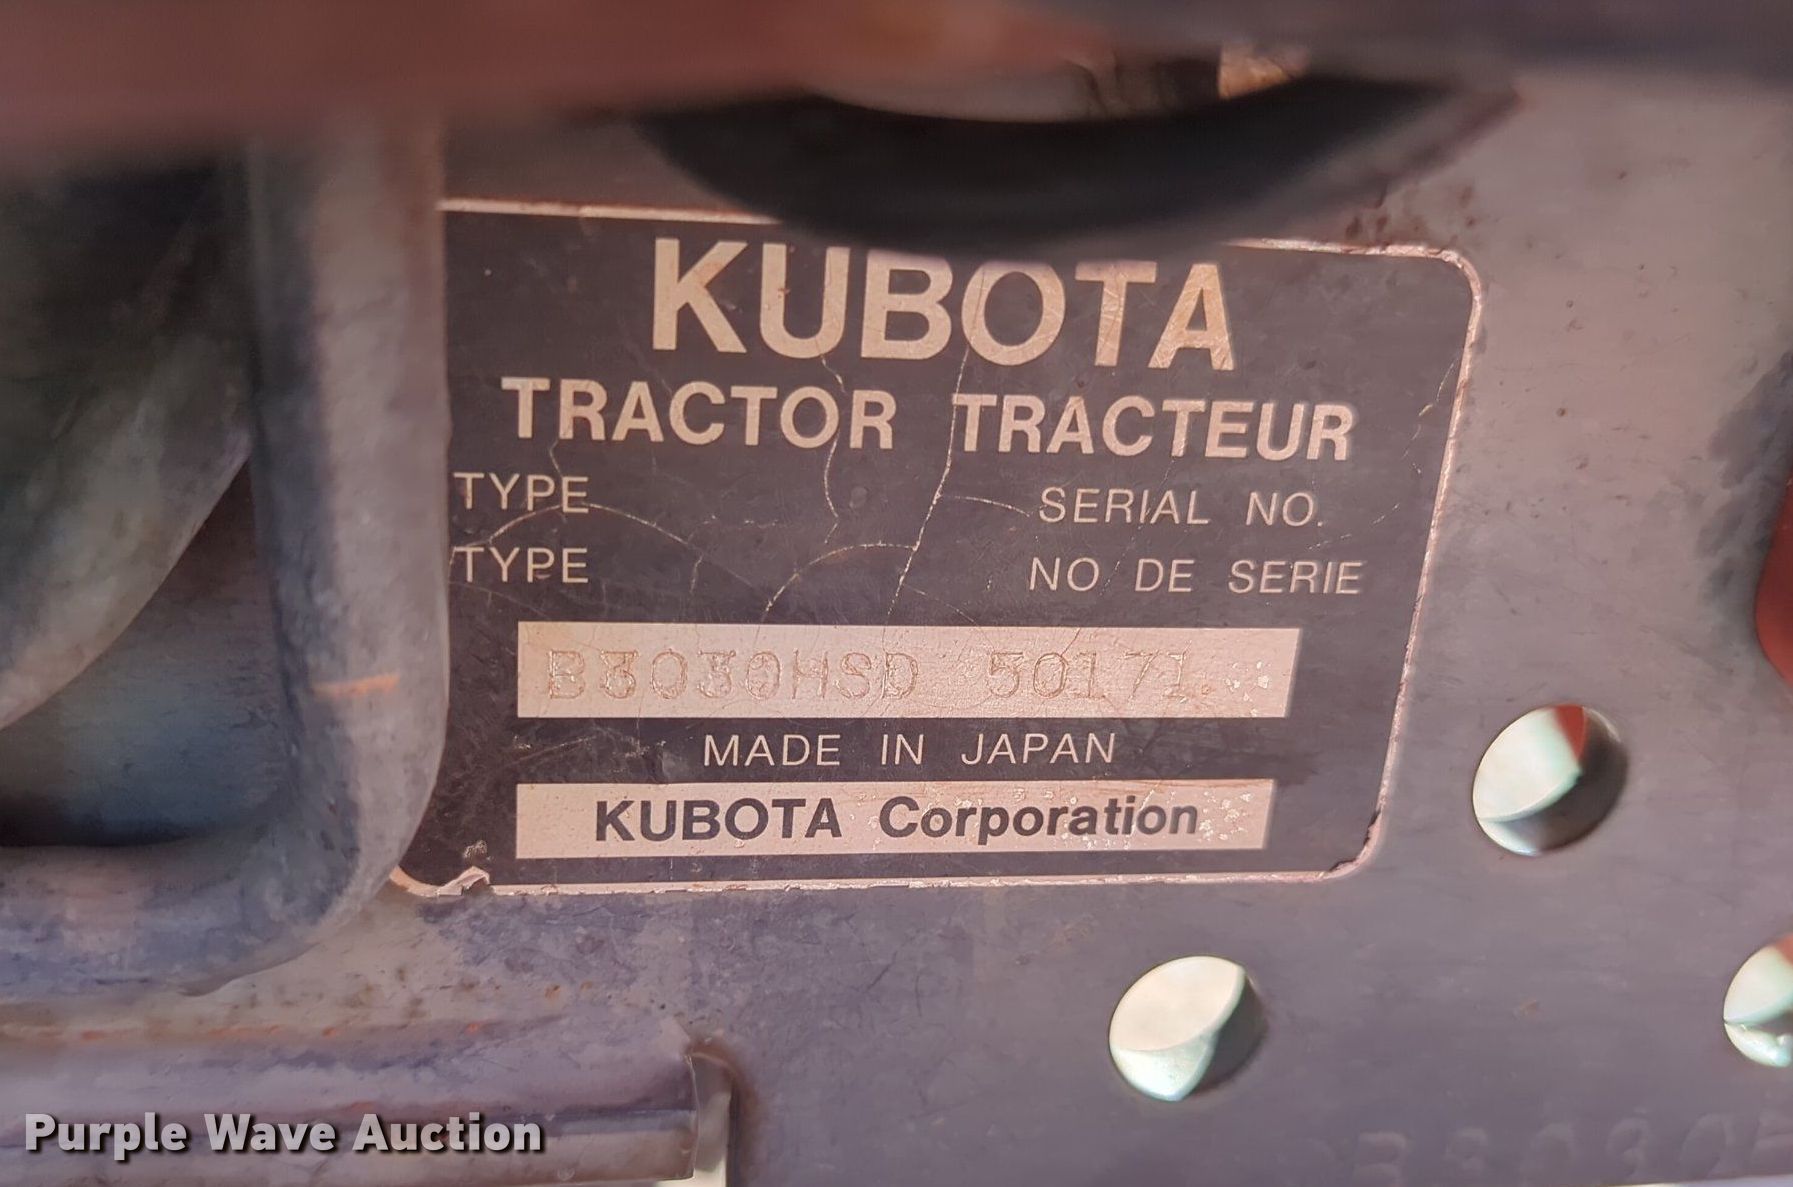 KUBOTA
TRACTOR TRACTEUR
TYPE SERIAL NO.
TYPE NO DE SERIE
B3030HSD 50171
MADE IN JAPAN
KUBOTA Corporation
Purple Wave Auction
B3030